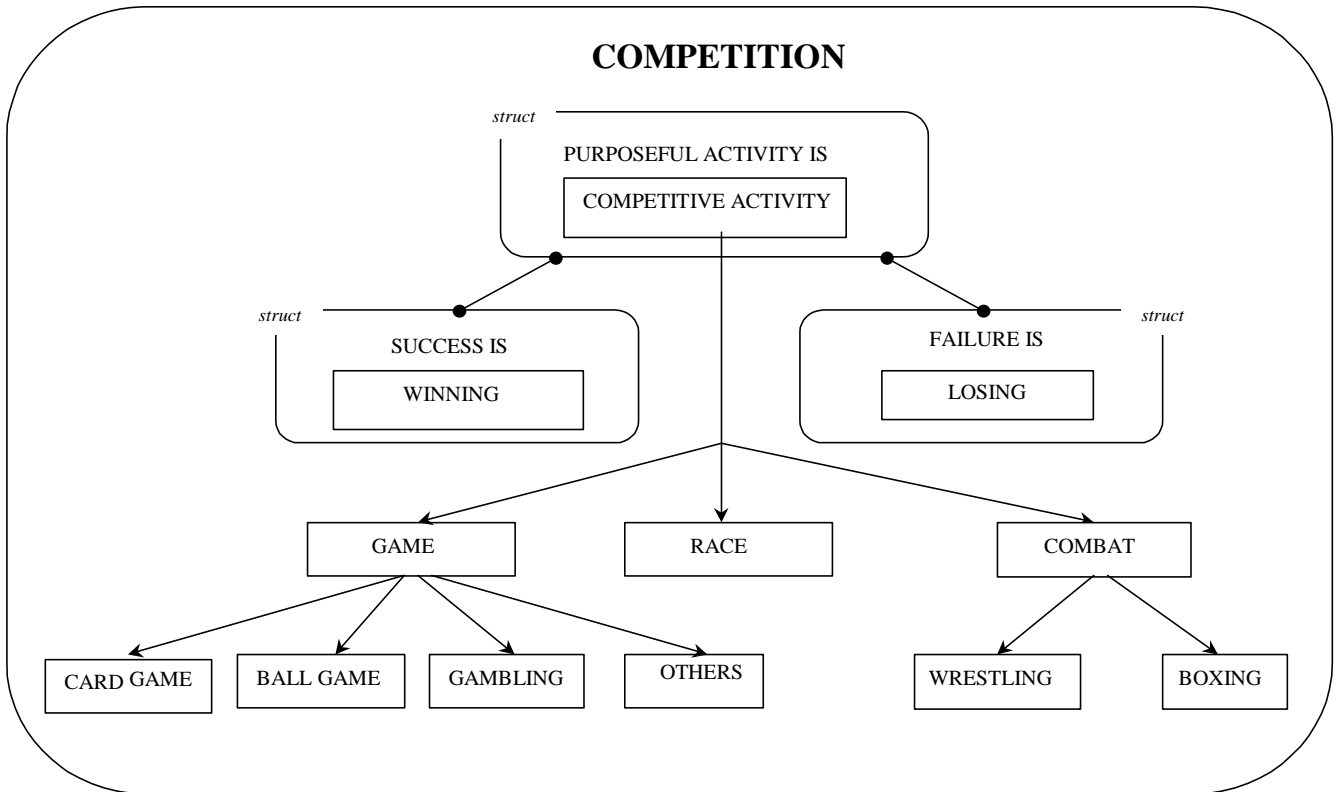 COMPETITION
struct
PURPOSEFUL ACTIVITY IS
COMPETITIVE ACTIVITY
struct
SUCCESS IS
WINNING
struct
FAILURE IS
LOSING
GAME
RACE
COMBAT
CARD GAME
BALL GAME
GAMBLING
OTHERS
WRESTLING
BOXING